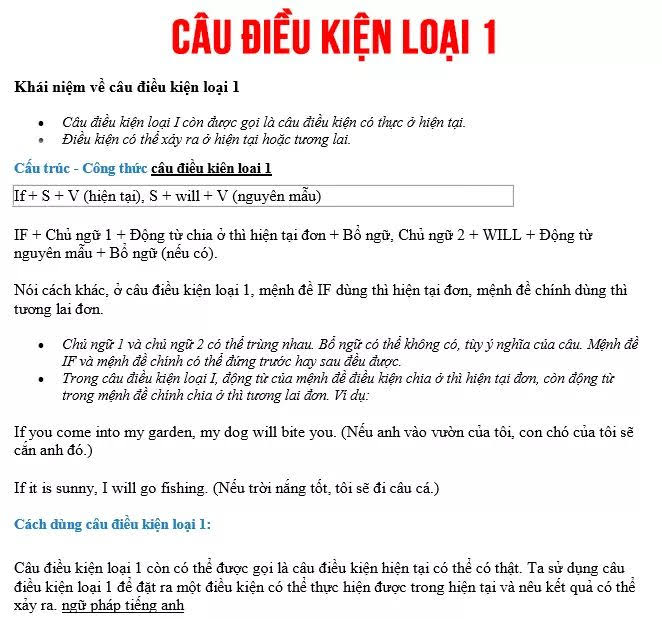 CÂU ĐIỀU KIỆN LOẠI 1
Khái niệm về câu điều kiện loại 1
• Câu điều kiện loại I còn được gọi là câu điều kiện có thực ở hiện tại.
• Điều kiện có thể xảy ra ở hiện tại hoặc tương lai.
Cấu trúc - Công thức câu điều kiện loại 1
If + S + V (hiện tại), S + will + V (nguyên mẫu)
IF + Chủ ngữ 1 + Động từ chia ở thì hiện tại đơn + Bổ ngữ, Chủ ngữ 2 + WILL + Động từ
nguyên mẫu + Bổ ngữ (nếu có).
Nói cách khác, ở câu điều kiện loại 1, mệnh đề IF dùng thì hiện tại đơn, mệnh đề chính dùng thì
tương lai đơn.
• Chủ ngữ 1 và chủ ngữ 2 có thể trùng nhau. Bổ ngữ có thể không có, tùy ý nghĩa của câu. Mệnh đề
IF và mệnh đề chính có thể đứng trước hay sau đều được.
• Trong câu điều kiện loại I, động từ của mệnh đề điều kiện chia ở thì hiện tại đơn, còn động từ
trong mệnh đề chính chia ở thì tương lai đơn. Ví dụ:
If you come into my garden, my dog will bite you. (Nếu anh vào vườn của tôi, con chó của tôi sẽ
cắn anh đó.)
If it is sunny, I will go fishing. (Nếu trời nắng tốt, tôi sẽ đi câu cá.)
Cách dùng câu điều kiện loại 1:
Câu điều kiện loại 1 còn có thể được gọi là câu điều kiện hiện tại có thể có thật. Ta sử dụng câu
điều kiện loại 1 để đặt ra một điều kiện có thể thực hiện được trong hiện tại và nêu kết quả có thể
xảy ra. ngữ pháp tiếng anh